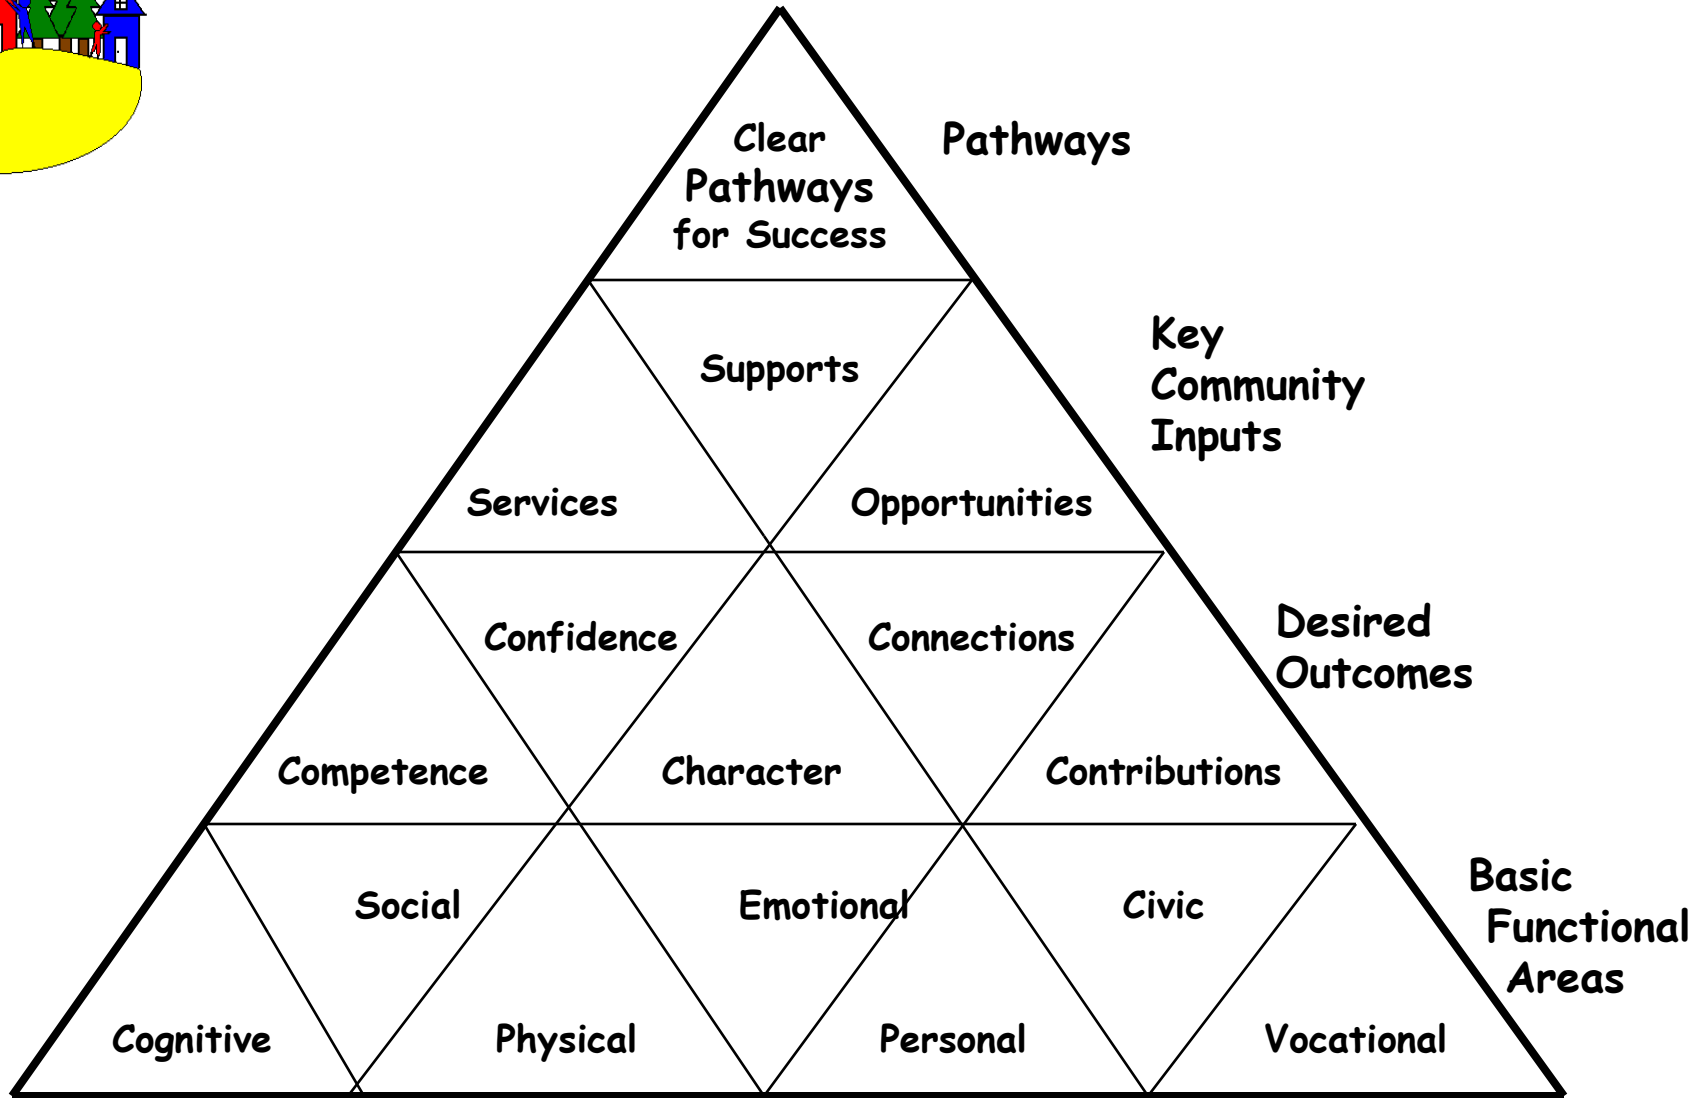 Clear
Pathways
for Success
Pathways
Supports
Key
Community
Inputs
Services
Opportunities
Confidence
Connections
Desired
Outcomes
Competence
Character
Contributions
Social
Emotional
Civic
Basic
Functional
Areas
Cognitive
Physical
Personal
Vocational